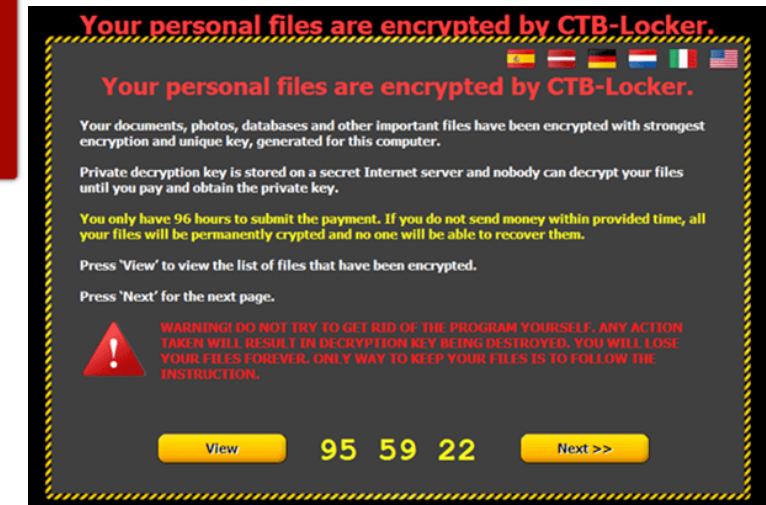 Your personal files are encrypted by CTB-Locker.
Your personal files are encrypted by CTB-Locker.
Your documents, photos, databases and other important files have been encrypted with strongest
encryption and unique key, generated for this computer.
Private decryption key is stored on a secret Internet server and nobody can decrypt your files
until you pay and obtain the private key.
You only have 96 hours to submit the payment. If you do not send money within provided time, all
your files will be permanently crypted and no one will be able to recover them.
Press 'View' to view the list of files that have been encrypted.
Press 'Next' for the next page.
WARNING! DO NOT TRY TO GET RID OF THE PROGRAM YOURSELF. ANY ACTION
TAKEN WILL RESULT IN DECRYPTION KEY BEING DESTROYED. YOU WILL LOSE
YOUR FILES FOREVER. ONLY WAY TO KEEP YOUR FILES IS TO FOLLOW THE
INSTRUCTION.
View 95 59 22 Next >>